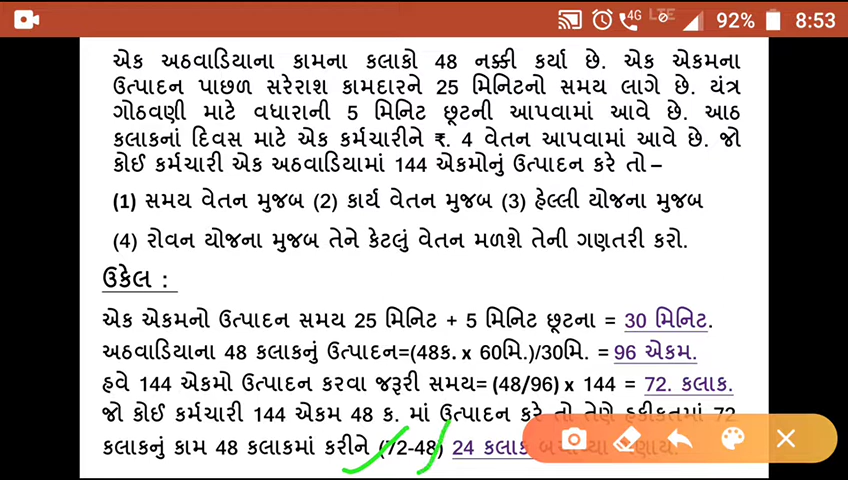 4G LTE 92% 8:53
એક અઠવાડિયાના કામના કલાકો 48 નક્કી કર્યા છે. એક એકમના
ઉત્પાદન પાછળ સરેરાશ કામદારને 25 મિનિટનો સમય લાગે છે. યંત્ર
ગોઠવણી માટે વધારાની 5 મિનિટ છૂટની આપવામાં આવે છે. આઠ
કલાકનાં દિવસ માટે એક કર્મચારીને ₹. 4 વેતન આપવામાં આવે છે. જો
કોઈ કર્મચારી એક અઠવાડિયામાં 144 એકમોનું ઉત્પાદન કરે તો –
(1) સમય વેતન મુજબ (2) કાર્ય વેતન મુજબ (3) હેલ્લી યોજના મુજબ
(4) રોવન યોજના મુજબ તેને કેટલું વેતન મળશે તેની ગણતરી કરો.
ઉકેલ :
એક એકમનો ઉત્પાદન સમય 25 મિનિટ + 5 મિનિટ છૂટના = 30 મિનિટ.
અઠવાડિયાના 48 કલાકનું ઉત્પાદન=(48ક. x 60મિ.)/30મિ. = 96 એકમ.
હવે 144 એકમો ઉત્પાદન કરવા જરૂરી સમય= (48/96) x 144 = 72. કલાક.
જો કોઈ કર્મચારી 144 એકમ 48 ક. માં ઉત્પાદન કરે તો તેણે હકીકતમાં 72
કલાકનું કામ 48 કલાકમાં કરીને (72-48) 24 કલાક